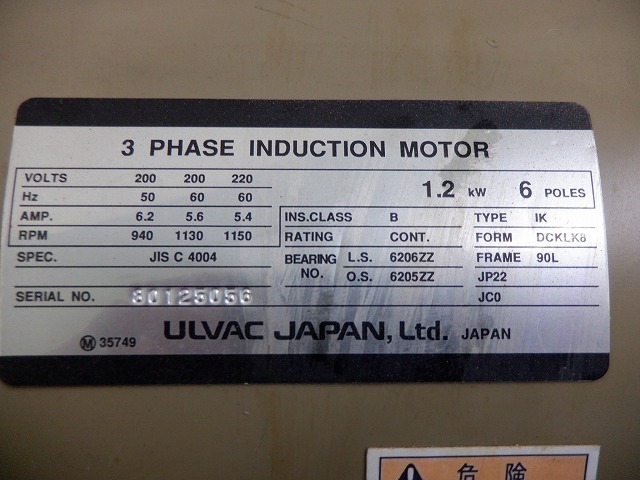 3 PHASE INDUCTION MOTOR
VOLTS 200 200 220
Hz 50 60 60
1.2 kW 6 POLES
AMP. 6.2 5.6 5.4
INS.CLASS B TYPE IK
RPM 940 1130 1150
RATING CONT. FORM DCKLK8
SPEC. JIS C 4004
BEARING NO. L.S. 6206ZZ FRAME 90L
O.S. 6205ZZ JP22
SERIAL NO. 80125056
JC0
M 35749
ULVAC JAPAN, Ltd. JAPAN
危険